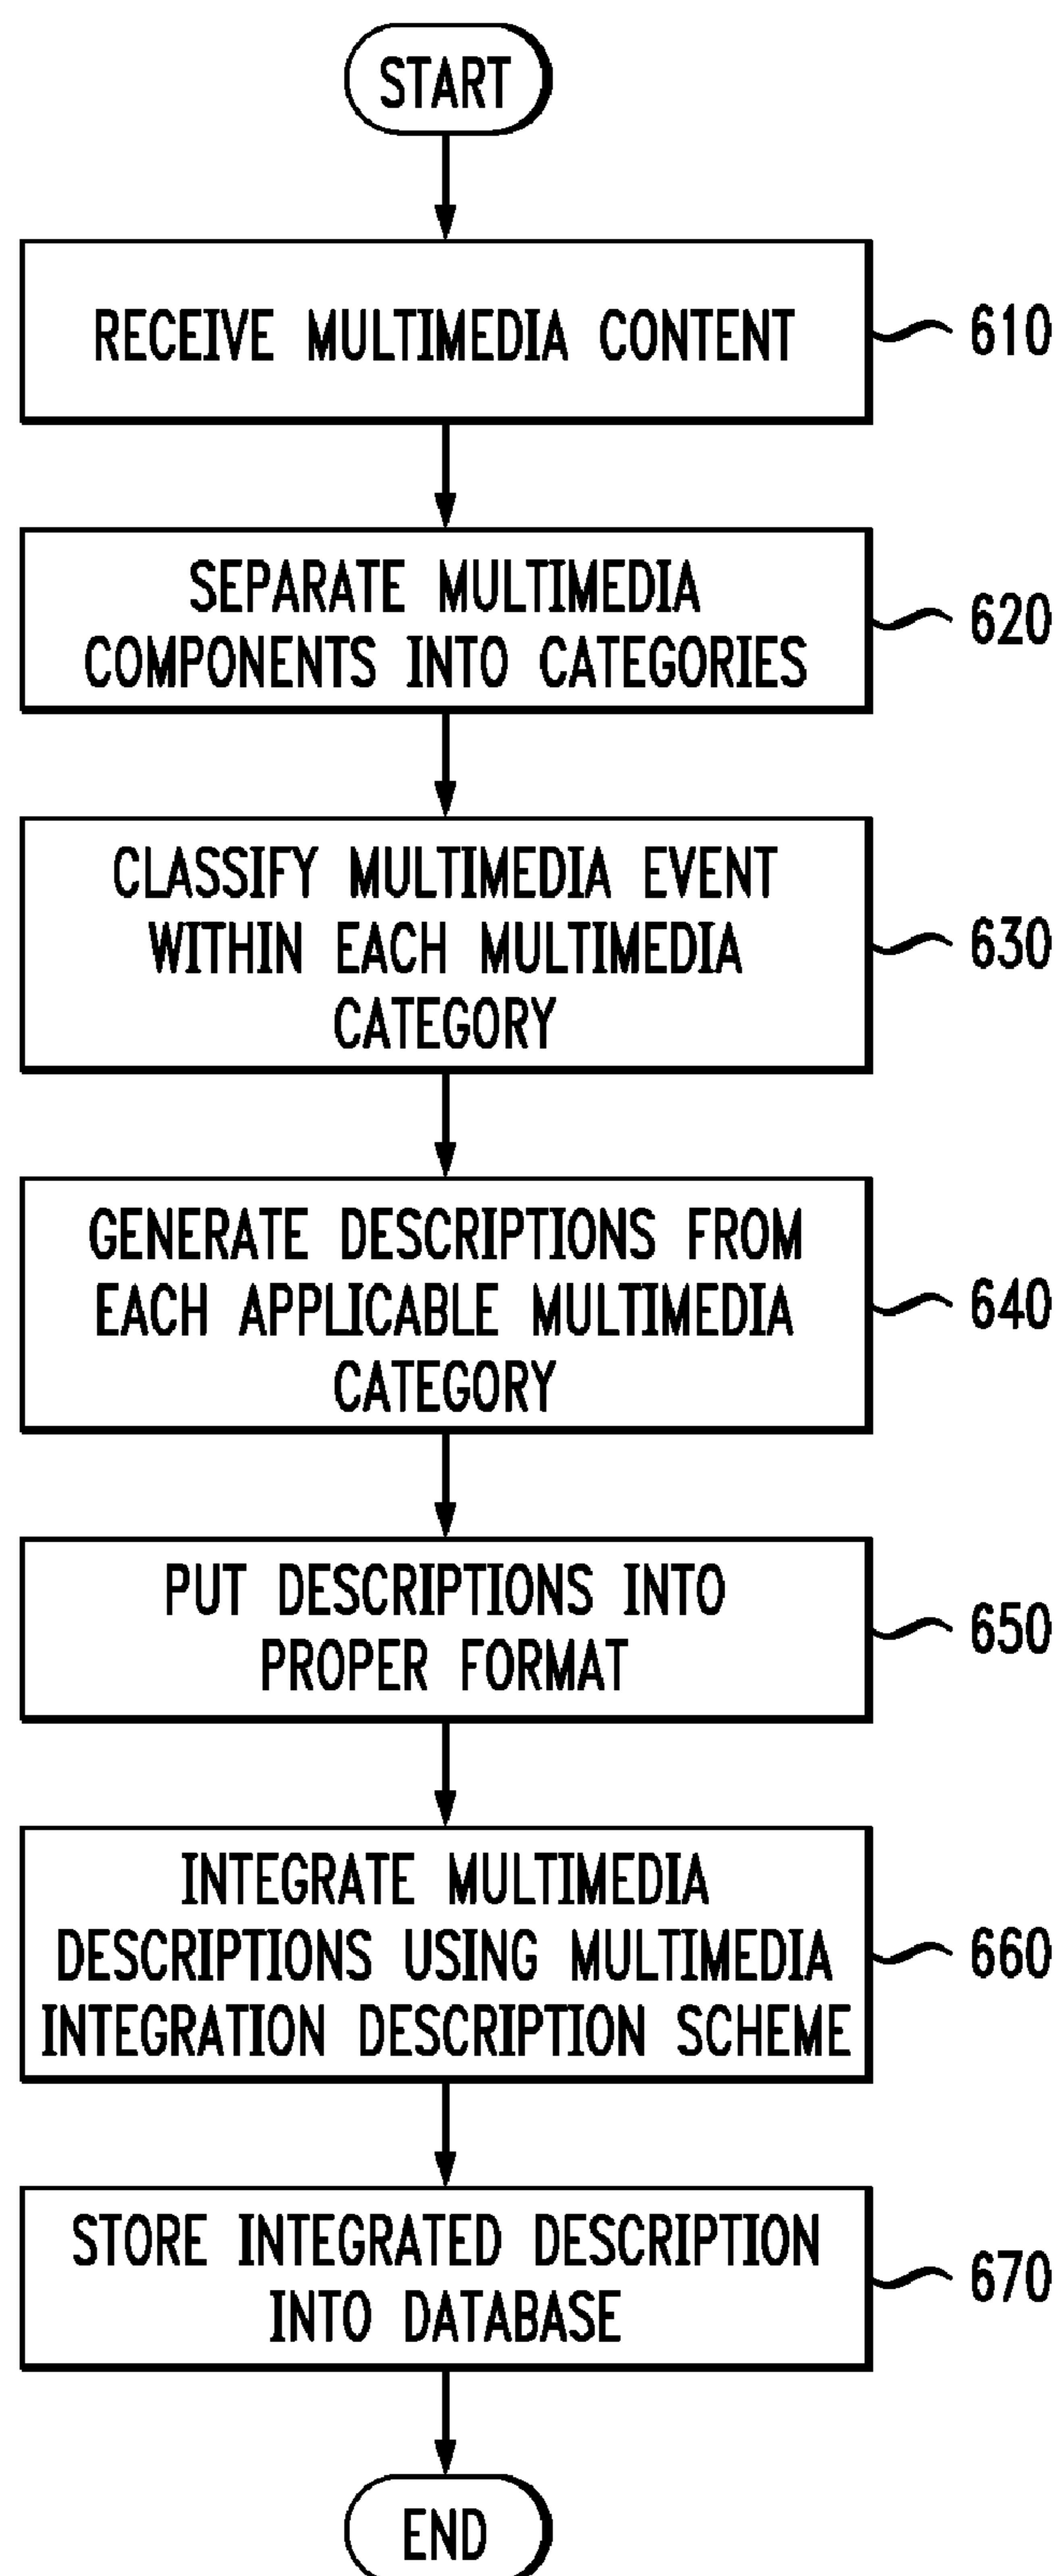 START
RECEIVE MULTIMEDIA CONTENT
610
SEPARATE MULTIMEDIA
COMPONENTS INTO CATEGORIES
620
CLASSIFY MULTIMEDIA EVENT
WITHIN EACH MULTIMEDIA
CATEGORY
630
GENERATE DESCRIPTIONS FROM
EACH APPLICABLE MULTIMEDIA
CATEGORY
640
PUT DESCRIPTIONS INTO
PROPER FORMAT
650
INTEGRATE MULTIMEDIA
DESCRIPTIONS USING MULTIMEDIA
INTEGRATION DESCRIPTION SCHEME
660
STORE INTEGRATED DESCRIPTION
INTO DATABASE
670
END